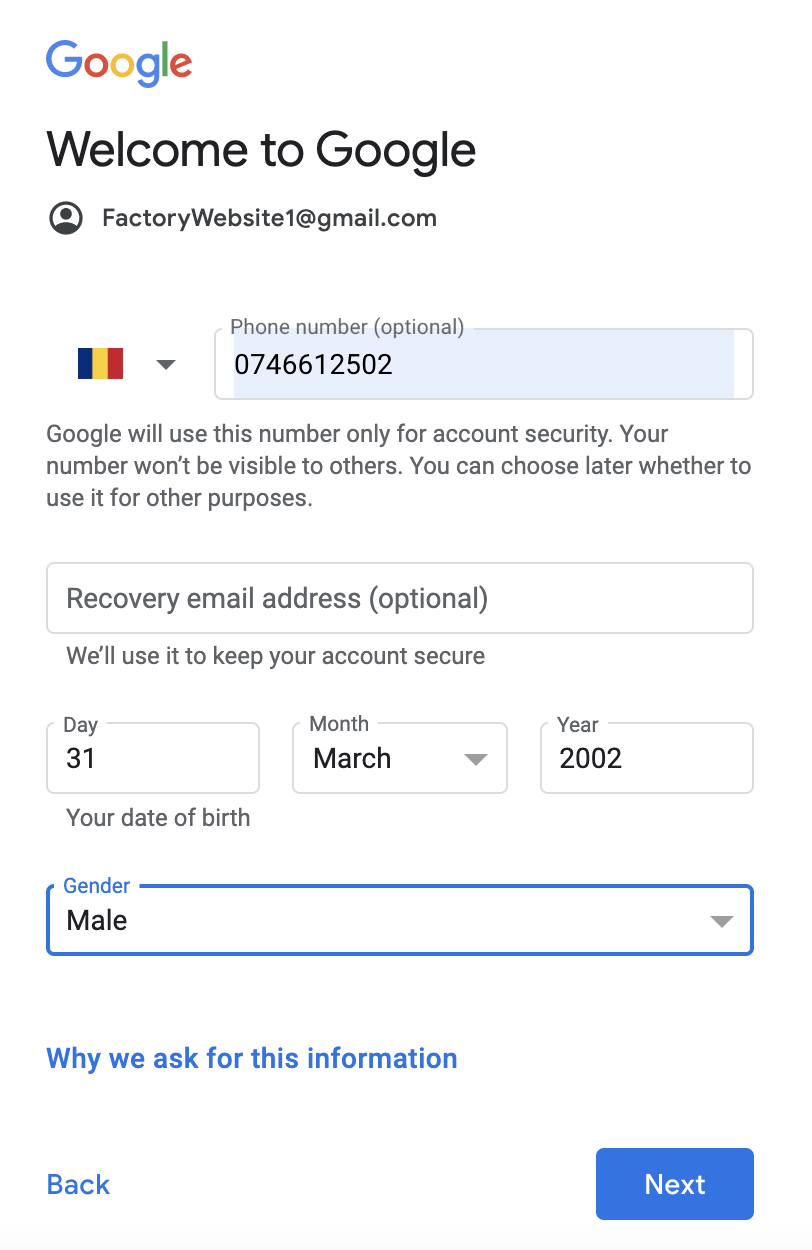 Google
Welcome to Google
FactoryWebsite1@gmail.com
Phone number (optional)
0746612502
Google will use this number only for account security. Your
number won’t be visible to others. You can choose later whether to
use it for other purposes.
Recovery email address (optional)
We’ll use it to keep your account secure
Day Month Year
31 March 2002
Your date of birth
Gender
Male
Why we ask for this information
Back Next